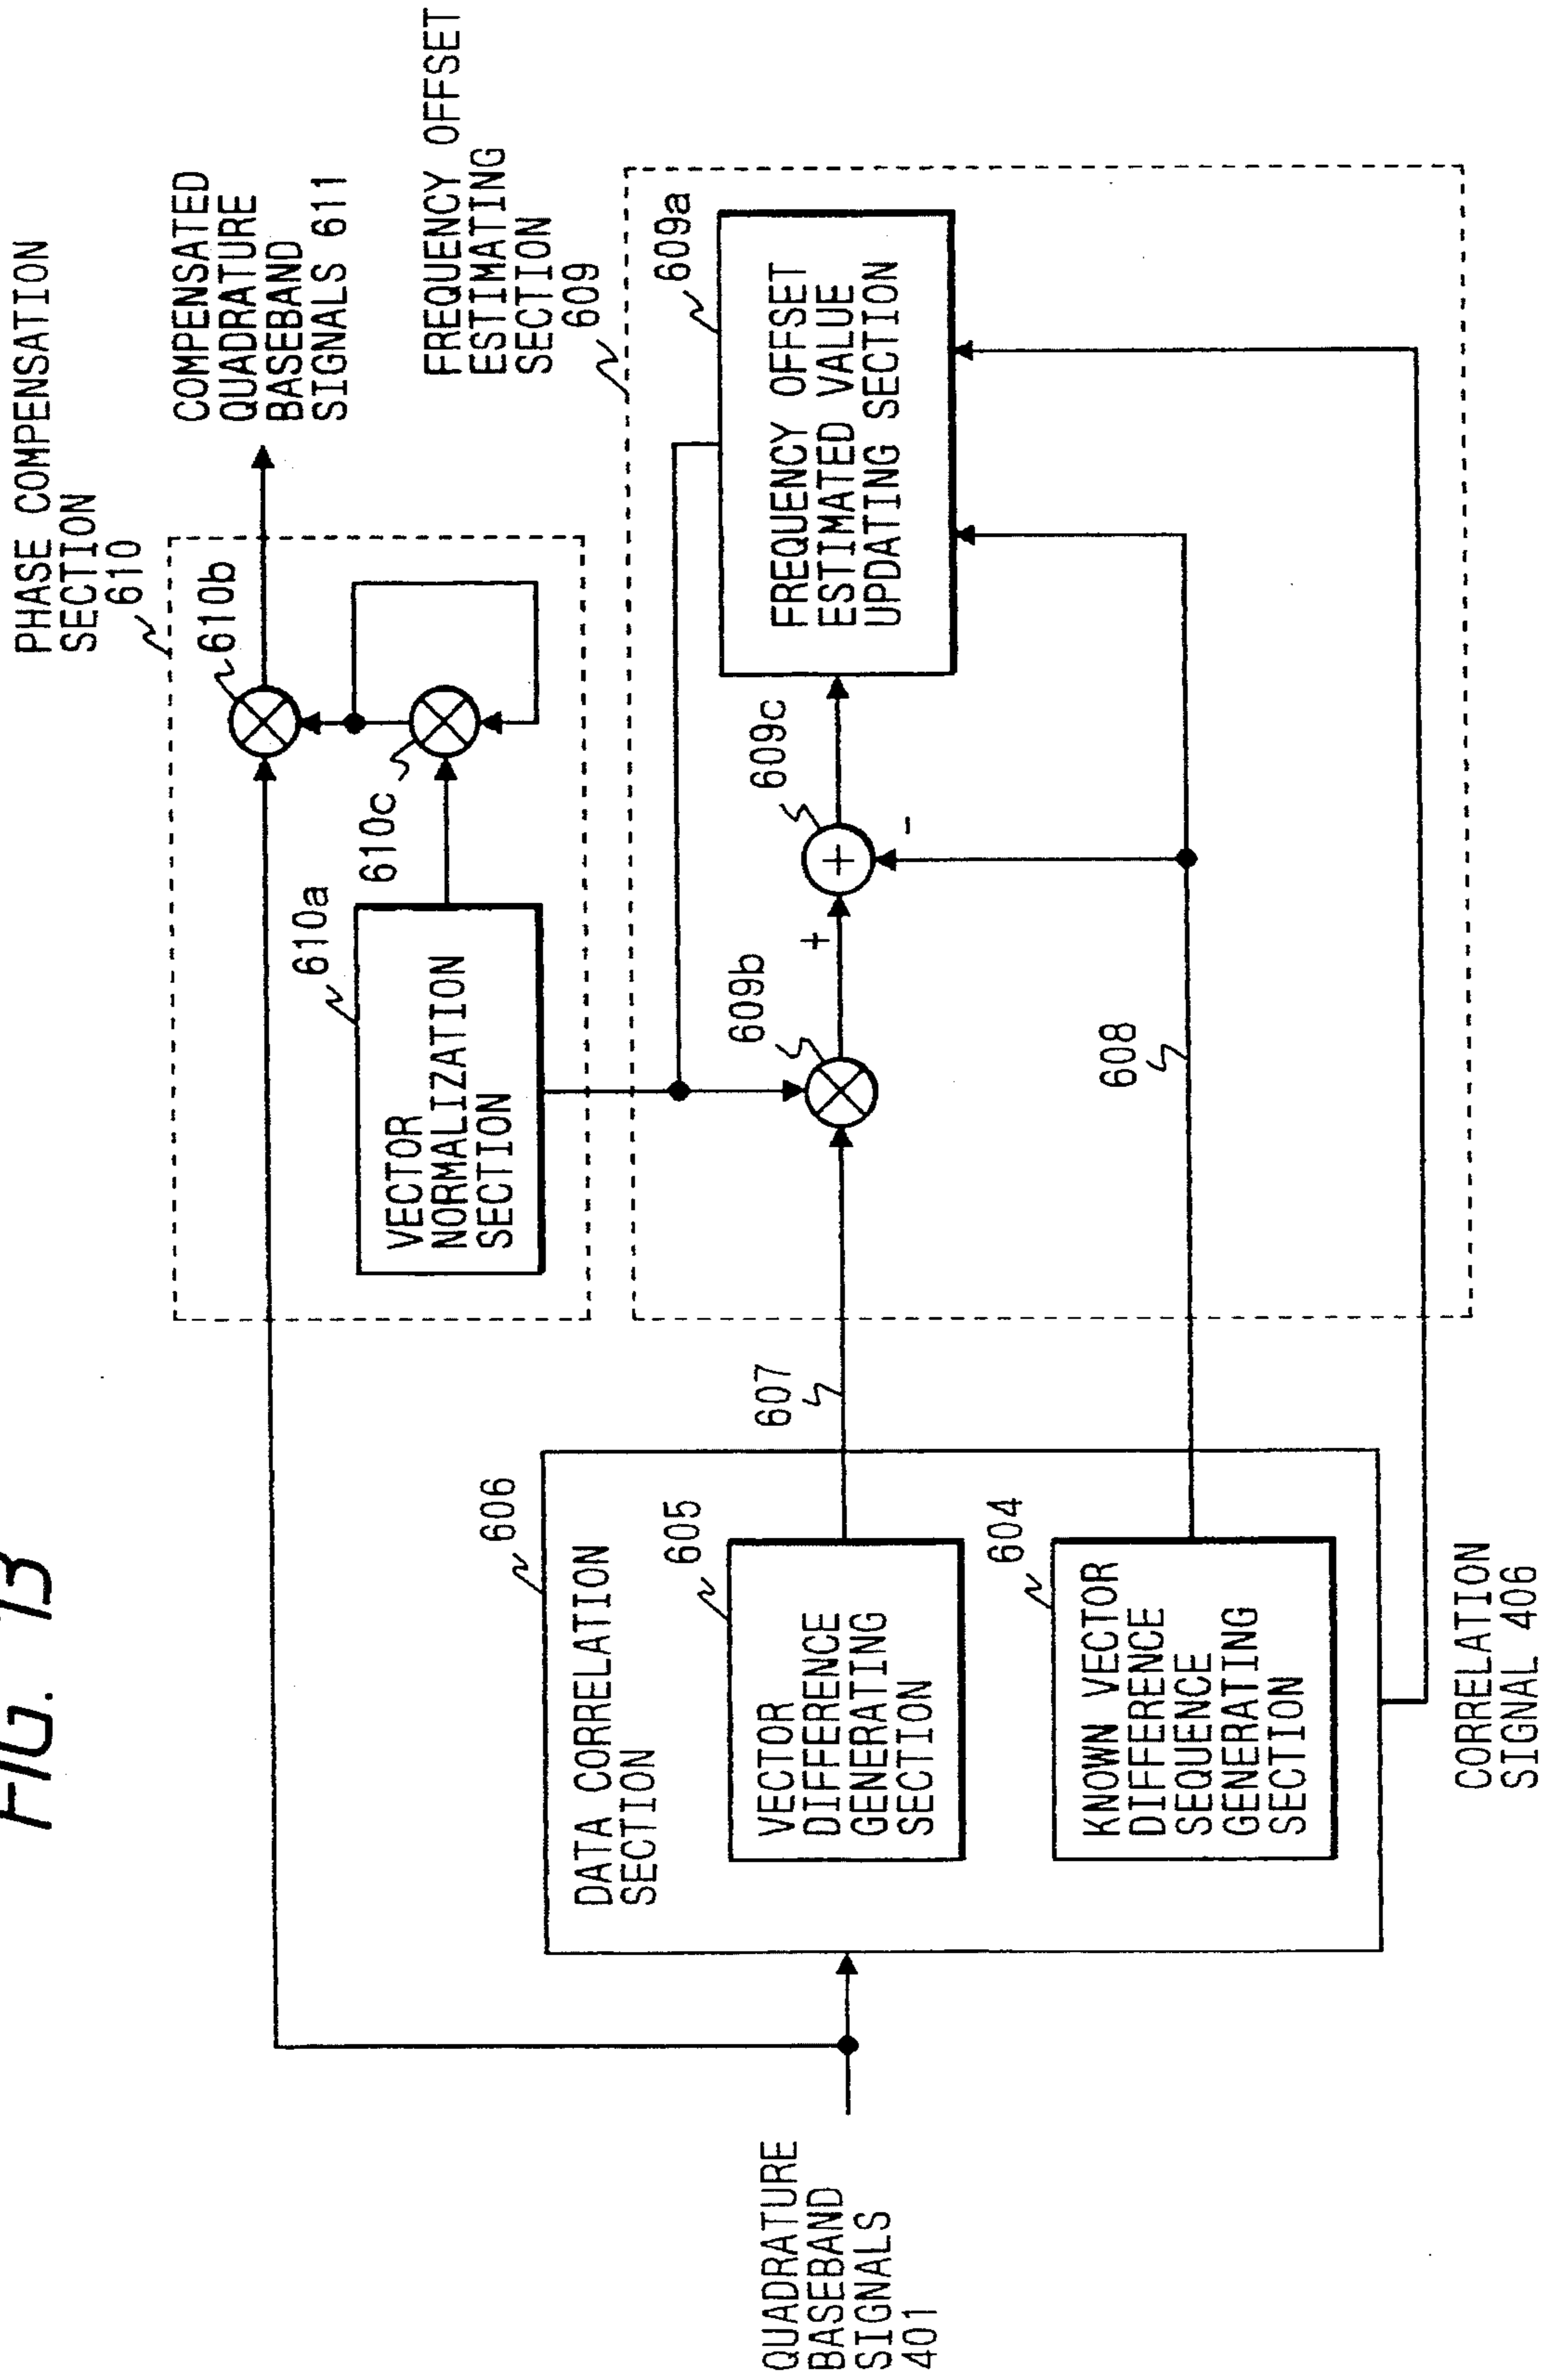 FIG. 13
PHASE COMPENSATION
SECTION
610
COMPENSATED
QUADRATURE
BASEBAND
SIGNALS 611
FREQUENCY OFFSET
ESTIMATING
SECTION
609
610b
610c
610a
VECTOR
NORMALIZATION
SECTION
609a
FREQUENCY OFFSET
ESTIMATED VALUE
UPDATING SECTION
609c
+
-
+
609b
607
608
606
DATA CORRELATION
SECTION
605
VECTOR
DIFFERENCE
GENERATING
SECTION
604
KNOWN VECTOR
DIFFERENCE
SEQUENCE
GENERATING
SECTION
QUADRATURE
BASEBAND
SIGNALS
401
CORRELATION
SIGNAL 406